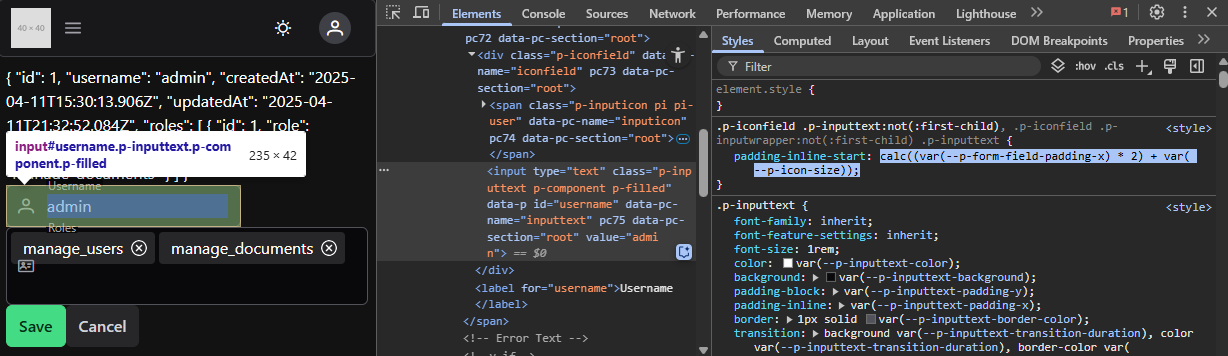 40 × 40
{ "id": 1, "username": "admin", "createdAt": "2025-
04-11T15:30:13.906Z", "updatedAt": "2025-04-
11T21:32:52.084Z", "roles": [ { "id": 1, "role":
input#username.p-inputtext.p-com
ponent.p-filled
235 × 42
Username
admin
Roles
manage_users
manage_documents
Save
Cancel
Elements
Console
Sources
Network
Performance
Memory
Application
Lighthouse
1
pc72 data-pc-section="root">
<div class="p-iconfield" data-
name="iconfield" pc73 data-pc-
section="root">
<span class="p-inputicon pi pi-
user" data-pc-name="inputicon"
pc74 data-pc-section="root">
</span>
<input type="text" class="p-in
puttext p-component p-filled"
data-p id="username" data-pc-
name="inputtext" pc75 data-pc-
section="root" value="admi
n"> == $0
</div>
<label for="username">Username
</label>
</span>
<!-- Error Text -->
Styles
Computed
Layout
Event Listeners
DOM Breakpoints
Properties
Filter
:hov
.cls
element.style {
}
.p-iconfield .p-inputtext:not(:first-child), .p-iconfield .p-
inputwrapper:not(:first-child) .p-inputtext {
<style>
padding-inline-start: calc((var(--p-form-field-padding-x) * 2) + var(
--p-icon-size));
}
.p-inputtext {
<style>
font-family: inherit;
font-feature-settings: inherit;
font-size: 1rem;
color: var(--p-inputtext-color);
background: var(--p-inputtext-background);
padding-block: var(--p-inputtext-padding-y);
padding-inline: var(--p-inputtext-padding-x);
border: 1px solid var(--p-inputtext-border-color);
transition: background var(--p-inputtext-transition-duration), color
var(--p-inputtext-transition-duration), border-color var(